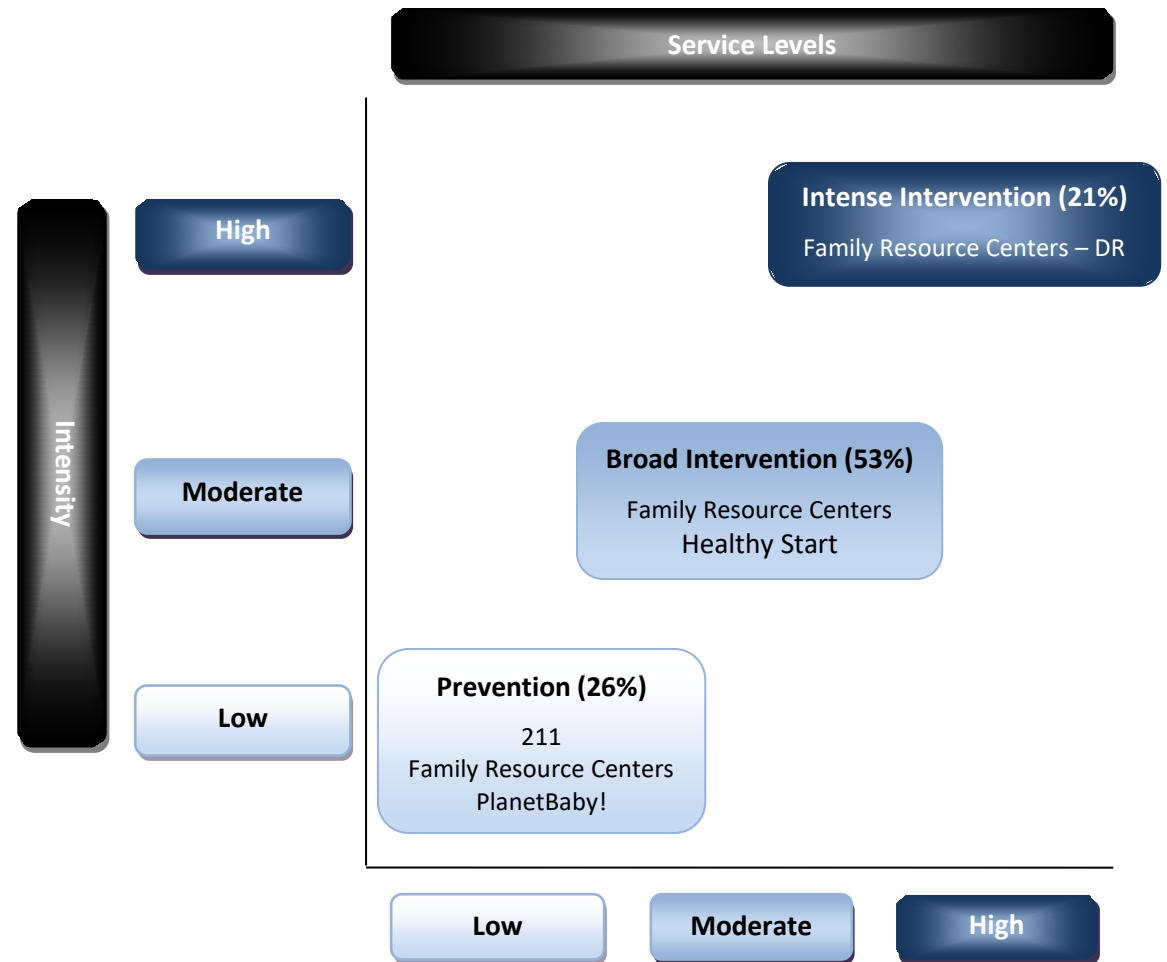 Service Levels
Intense Intervention (21%)
Family Resource Centers – DR
High
Intensity
Broad Intervention (53%)
Family Resource Centers
Healthy Start
Moderate
Prevention (26%)
211
Family Resource Centers
PlanetBaby!
Low
Low
Moderate
High